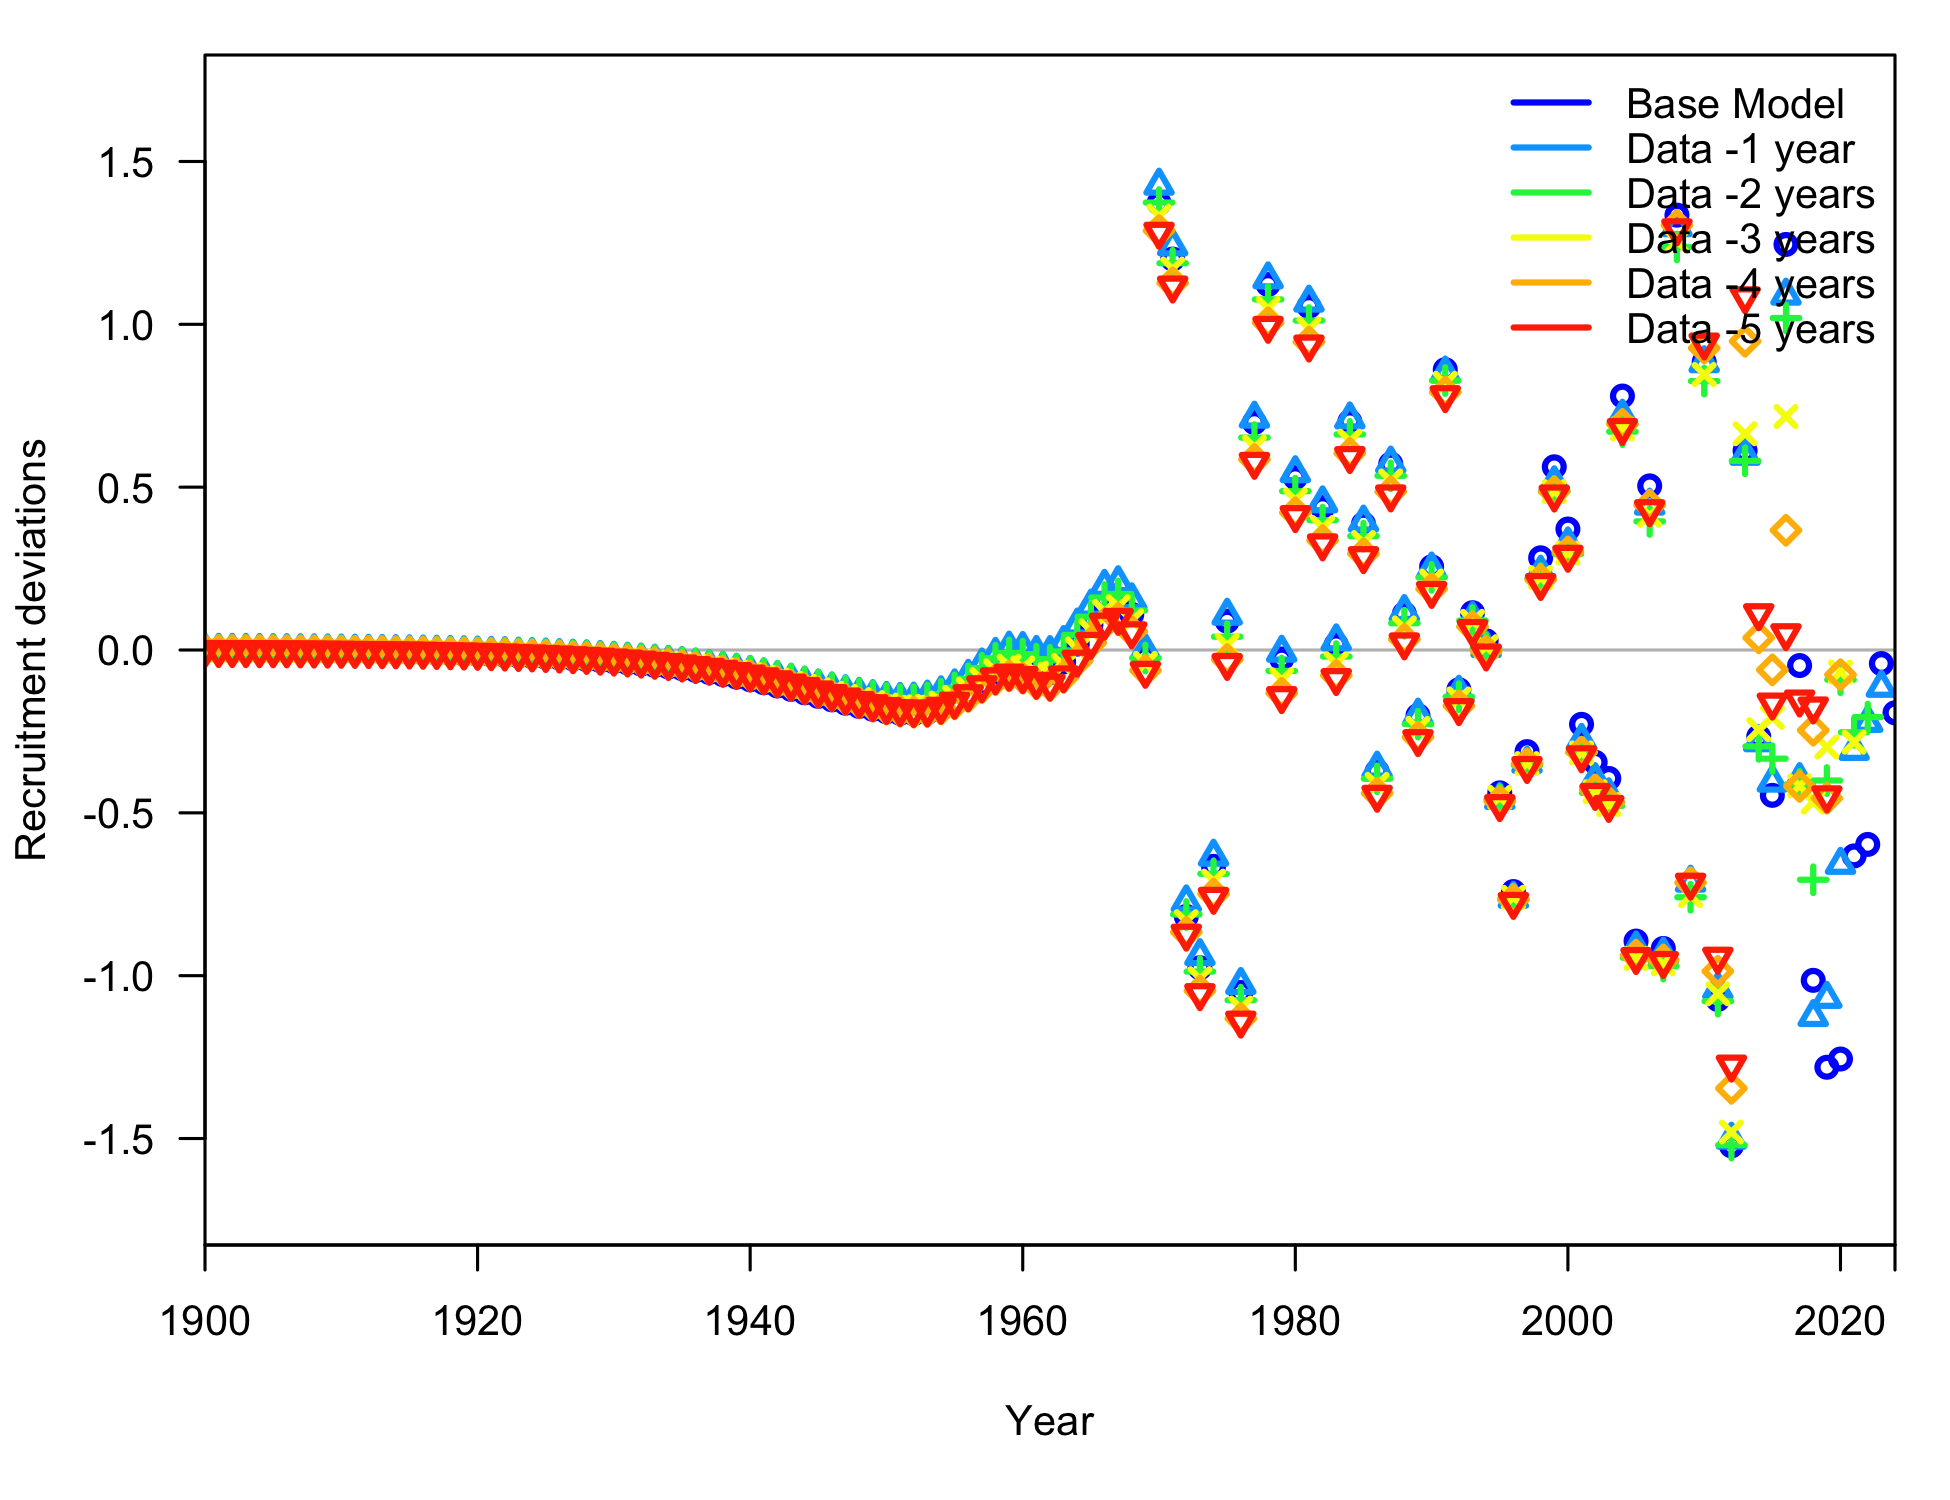 Base Model
Data -1 year
Data -2 years
Data -3 years
Data -4 years
Data -5 years
Recruitment deviations
1.5
1.0
0.5
0.0
-0.5
-1.0
-1.5
1900 1920 1940 1960 1980 2000 2020
Year